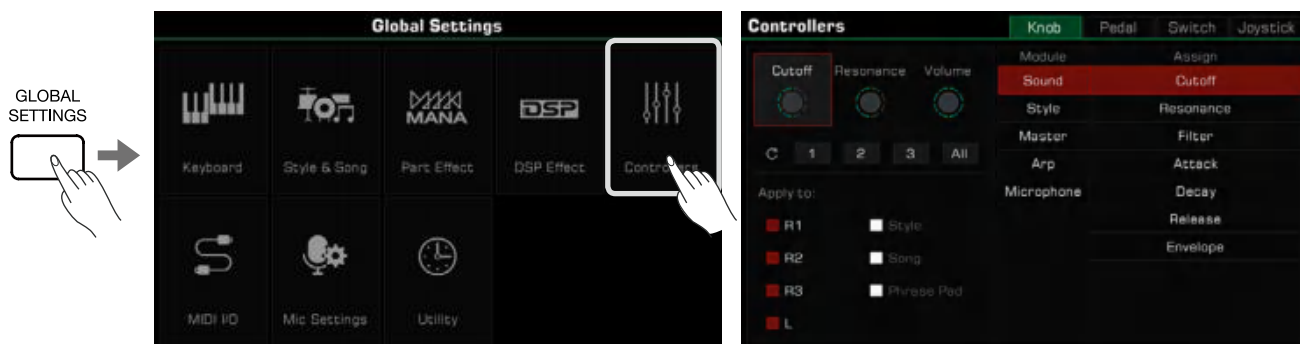 GLOBAL
SETTINGS
Global Settings
MANA
DSP
Keyboard
Style & Song
Part Effect
DSP Effect
Controllers
MIDI I/O
Mic Settings
Utility
Controllers
Knob Pedal Switch Joystick
Cutoff Resonance Volume
C 1 2 3 All
Apply to:
R1 Style
R2 Song
R3 Phrase Pad
L
Module Assign
Sound Cutoff
Style Resonance
Master Filter
Arp Attack
Microphone Decay
Release
Envelope